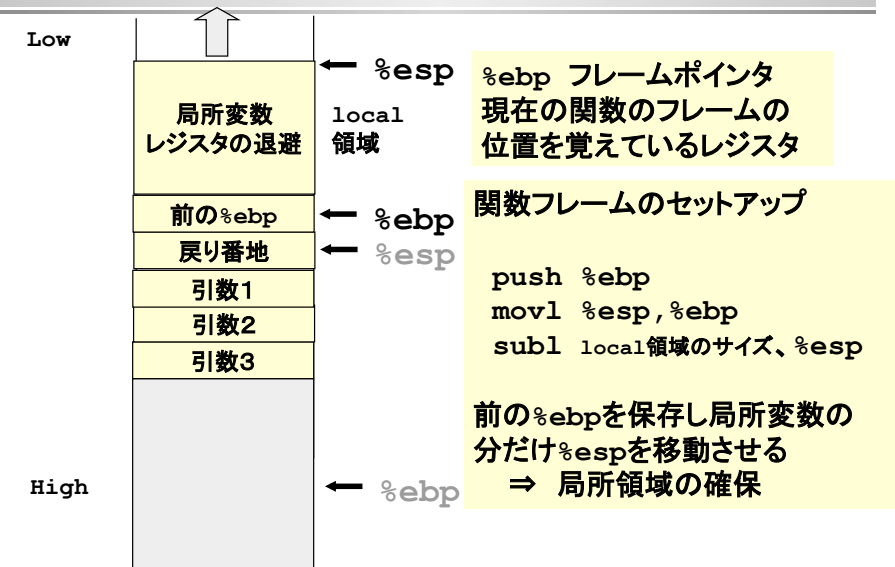 Low
%esp
局所変数
レジスタの退避
local
領域
前の%ebp
%ebp
戻り番地
%esp
引数1
引数2
引数3
High
%ebp
%ebp フレームポインタ
現在の関数のフレームの
位置を覚えているレジスタ
関数フレームのセットアップ
push %ebp
movl %esp,%ebp
subl local領域のサイズ、%esp
前の%ebpを保存し局所変数の
分だけ%espを移動させる
⇒ 局所領域の確保